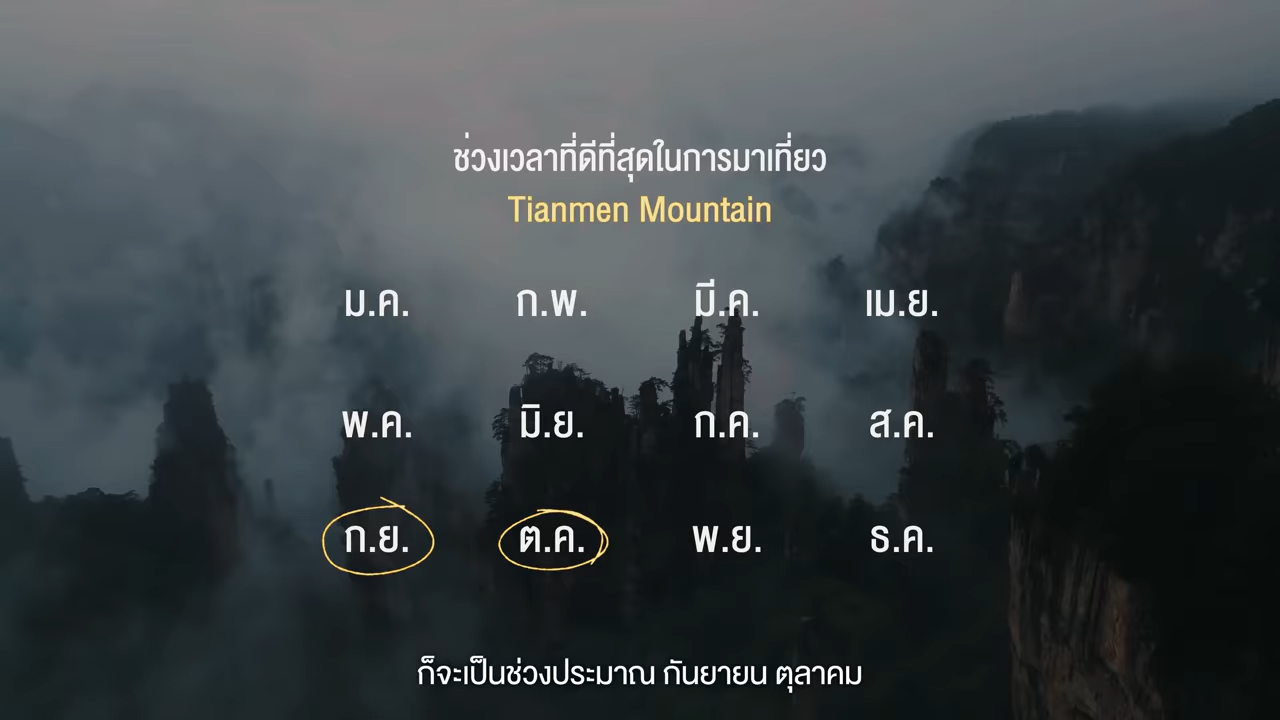 ช่วงเวลาที่ดีที่สุดในการมาเที่ยว
Tianmen Mountain
ม.ค. ก.พ. มี.ค. เม.ย.
พ.ค. มิ.ย. ก.ค. ส.ค.
ก.ย. ต.ค. พ.ย. ธ.ค.
ก็จะเป็นช่วงประมาณ กันยายน ตุลาคม